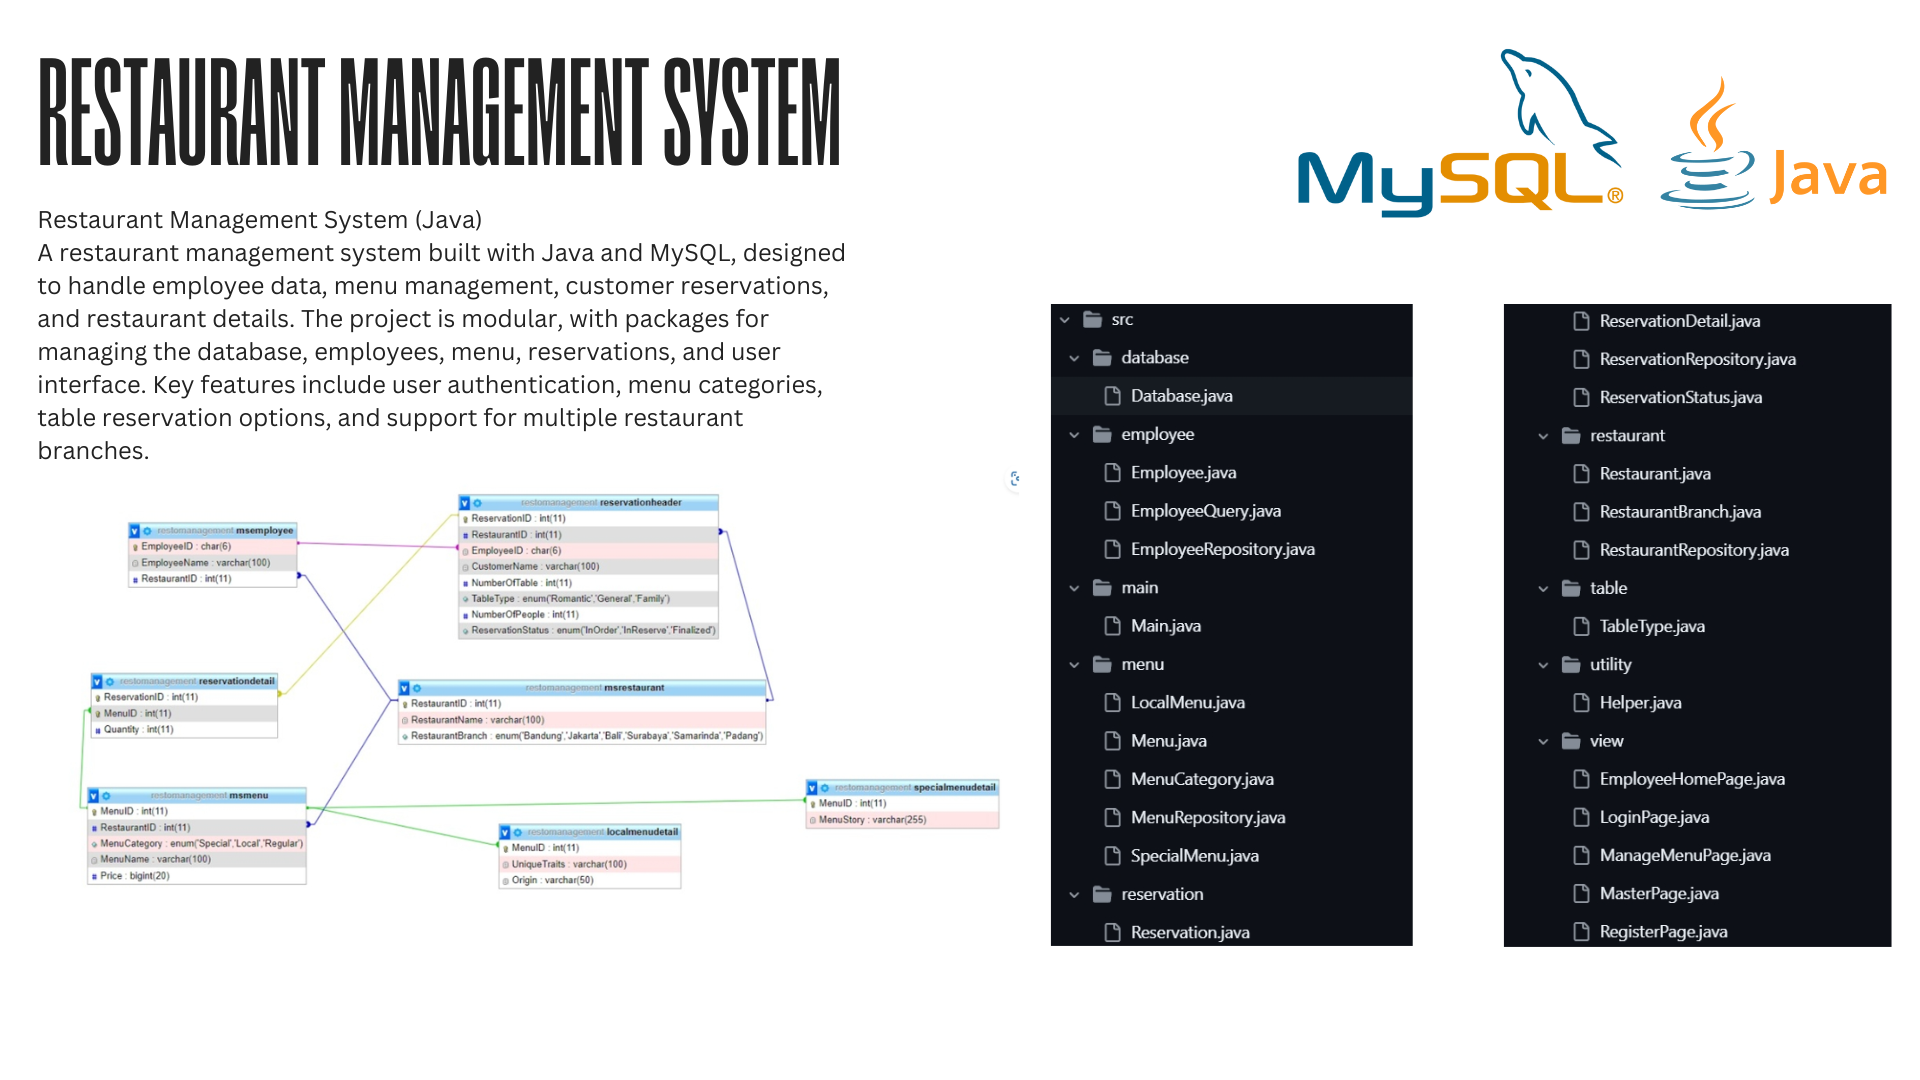 RESTAURANT MANAGEMENT SYSTEM
MySQL®
Java
Restaurant Management System (Java)
A restaurant management system built with Java and MySQL, designed
to handle employee data, menu management, customer reservations,
and restaurant details. The project is modular, with packages for
managing the database, employees, menu, reservations, and user
interface. Key features include user authentication, menu categories,
table reservation options, and support for multiple restaurant
branches.
restomanagement msemployee
EmployeeID : char(6)
EmployeeName : varchar(100)
RestaurantID : int(11)
restomanagement reservationheader
ReservationID : int(11)
RestaurantID : int(11)
EmployeeID : char(6)
CustomerName : varchar(100)
NumberOfTable : int(11)
TableType : enum('Romantic','General','Family')
NumberOfPeople : int(11)
ReservationStatus : enum('InOrder','InReserve','Finalized')
restomanagement reservationdetail
ReservationID : int(11)
MenuID : int(11)
Quantity : int(11)
restomanagement msrestaurant
RestaurantID : int(11)
RestaurantName : varchar(100)
RestaurantBranch : enum('Bandung','Jakarta','Bali','Surabaya','Samarinda','Padang')
restomanagement msmenu
MenuID : int(11)
RestaurantID : int(11)
MenuCategory : enum('Special','Local','Regular')
MenuName : varchar(100)
Price : bigint(20)
restomanagement specialmenudetail
MenuID : int(11)
MenuStory : varchar(255)
restomanagement localmenudetail
MenuID : int(11)
UniqueTraits : varchar(100)
Origin : varchar(50)
src
database
Database.java
employee
Employee.java
EmployeeQuery.java
EmployeeRepository.java
main
Main.java
menu
LocalMenu.java
Menu.java
MenuCategory.java
MenuRepository.java
SpecialMenu.java
reservation
Reservation.java
ReservationDetail.java
ReservationRepository.java
ReservationStatus.java
restaurant
Restaurant.java
RestaurantBranch.java
RestaurantRepository.java
table
TableType.java
utility
Helper.java
view
EmployeeHomePage.java
LoginPage.java
ManageMenuPage.java
MasterPage.java
RegisterPage.java